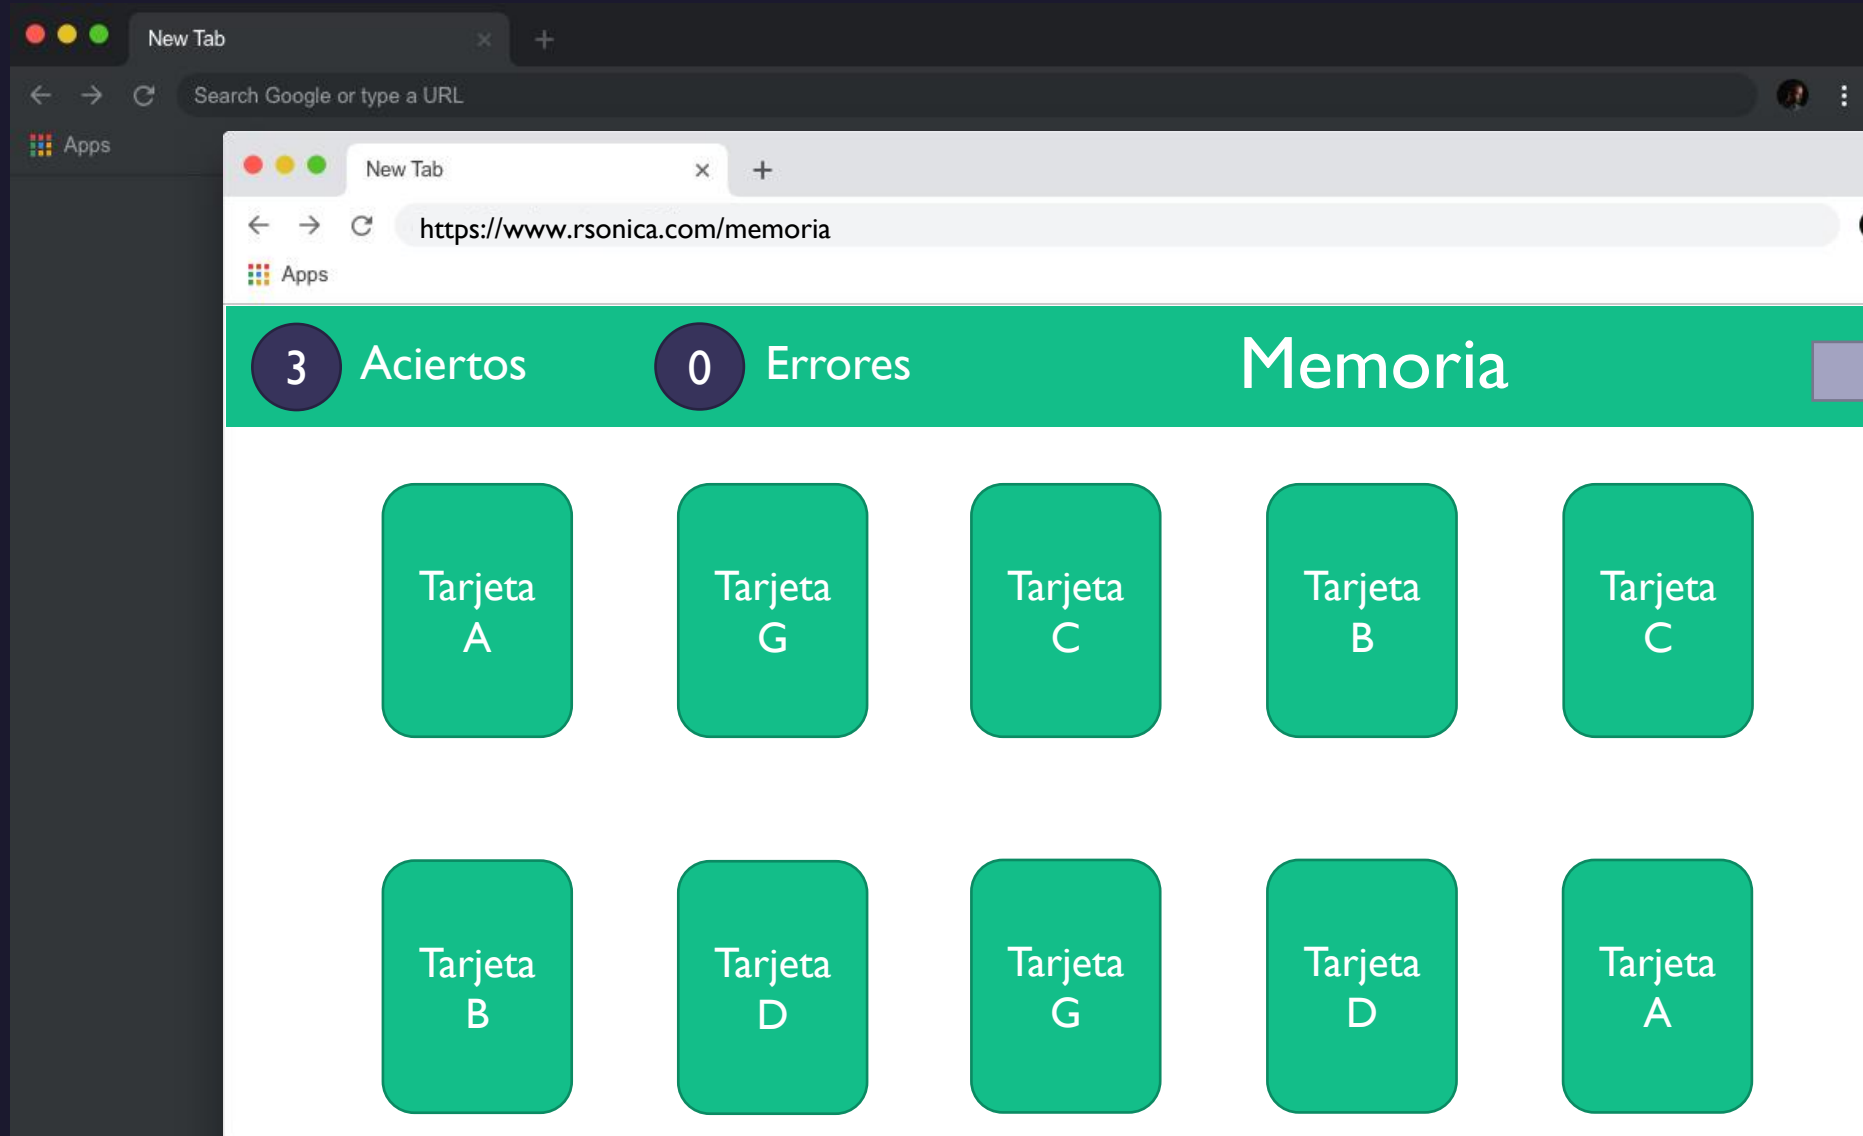 New Tab
Search Google or type a URL
Apps
New Tab
https://www.rsonica.com/memoria
Apps
3 Aciertos 0 Errores Memoria
Tarjeta A
Tarjeta G
Tarjeta C
Tarjeta B
Tarjeta C
Tarjeta B
Tarjeta D
Tarjeta G
Tarjeta D
Tarjeta A